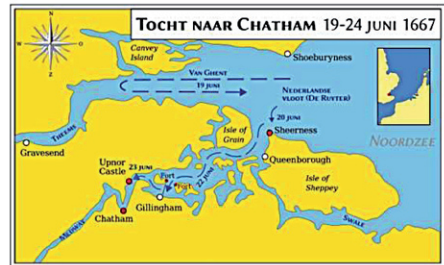 TOCHT NAAR CHATHAM 19-24 JUNI 1667
N
W
O
Z
Canvey
Island
Shoeburyness
VAN GHENT
19 JUNI
NEDERLANDSE
VLOOT (DE RUYTER)
20 JUNI
THEEMS
Isle of
Grain
Sheerness
NOORDZEE
Gravesend
Upnor
Castle
23 JUNI
Fort
Fort
22 JUNI
Queenborough
Isle of
Sheppey
Chatham
Gillingham
MEDWAY
SWALE